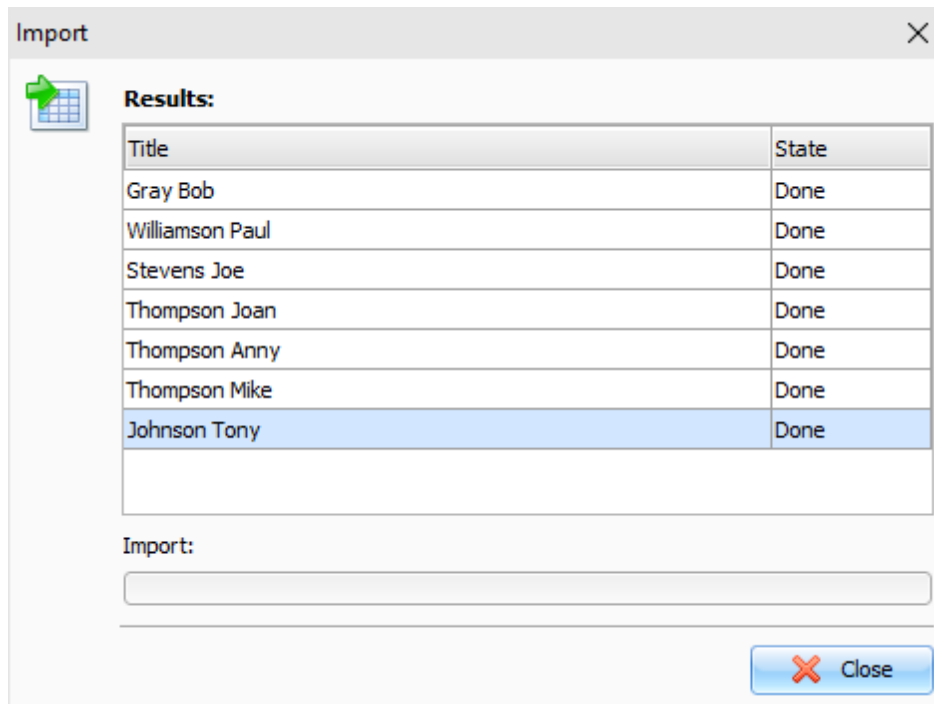 Import
Results:
Title State
Gray Bob Done
Williamson Paul Done
Stevens Joe Done
Thompson Joan Done
Thompson Anny Done
Thompson Mike Done
Johnson Tony Done
Import:
Close